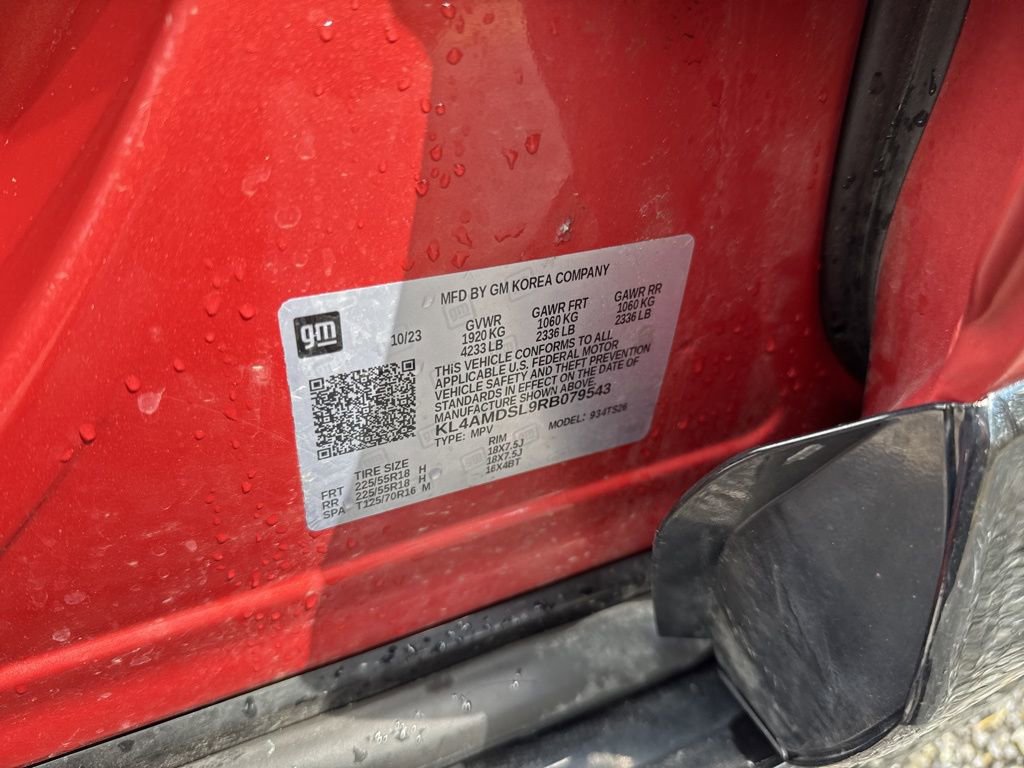 MFD BY GM KOREA COMPANY
gm
10/23
GVWR GAWR FRT GAWR RR
1920 KG 1060 KG 1060 KG
4233 LB 2336 LB 2336 LB
THIS VEHICLE CONFORMS TO ALL
APPLICABLE U.S. FEDERAL MOTOR
VEHICLE SAFETY AND THEFT PREVENTION
STANDARDS IN EFFECT ON THE DATE OF
MANUFACTURE SHOWN ABOVE.
KL4AMDSL9RB079543
TYPE: MPV MODEL: 934TS26
TIRE SIZE RIM
FRT 225/55R18 H 18X7.5J
RR 225/55R18 H 18X7.5J
SPA T125/70R16 M 16X4BT